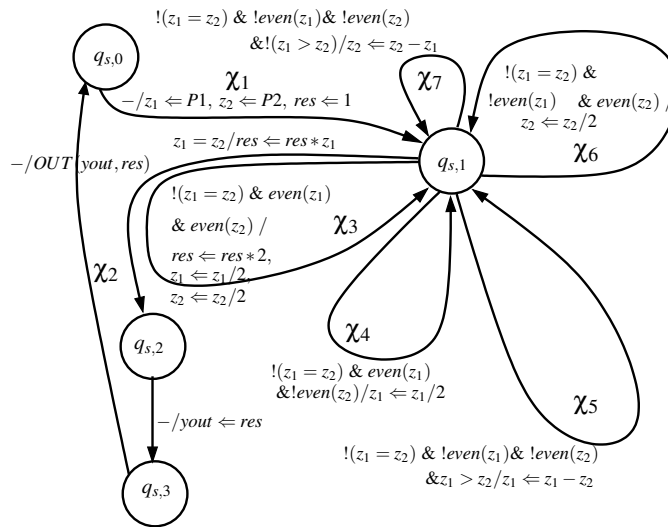 !(z₁ = z₂) & !even(z₁)& !even(z₂)
&!(z₁ > z₂)/z₂ ⇐ z₂ − z₁
q_{s,0}
χ₁
−/z₁ ⇐ P1, z₂ ⇐ P2, res ⇐ 1
χ₇
!(z₁ = z₂) &
!even(z₁) & even(z₂) /
z₂ ⇐ z₂/2
χ₆
z₁ = z₂/res ⇐ res∗z₁
q_{s,1}
−/OUT(yout,res)
!(z₁ = z₂) & even(z₁)
& even(z₂) /
res ⇐ res∗2,
z₁ ⇐ z₁/2,
z₂ ⇐ z₂/2
χ₃
χ₂
q_{s,2}
χ₄
!(z₁ = z₂) & even(z₁)
&!even(z₂)/z₁ ⇐ z₁/2
χ₅
−/yout ⇐ res
!(z₁ = z₂) & !even(z₁)& !even(z₂)
&z₁ > z₂/z₁ ⇐ z₁ − z₂
q_{s,3}